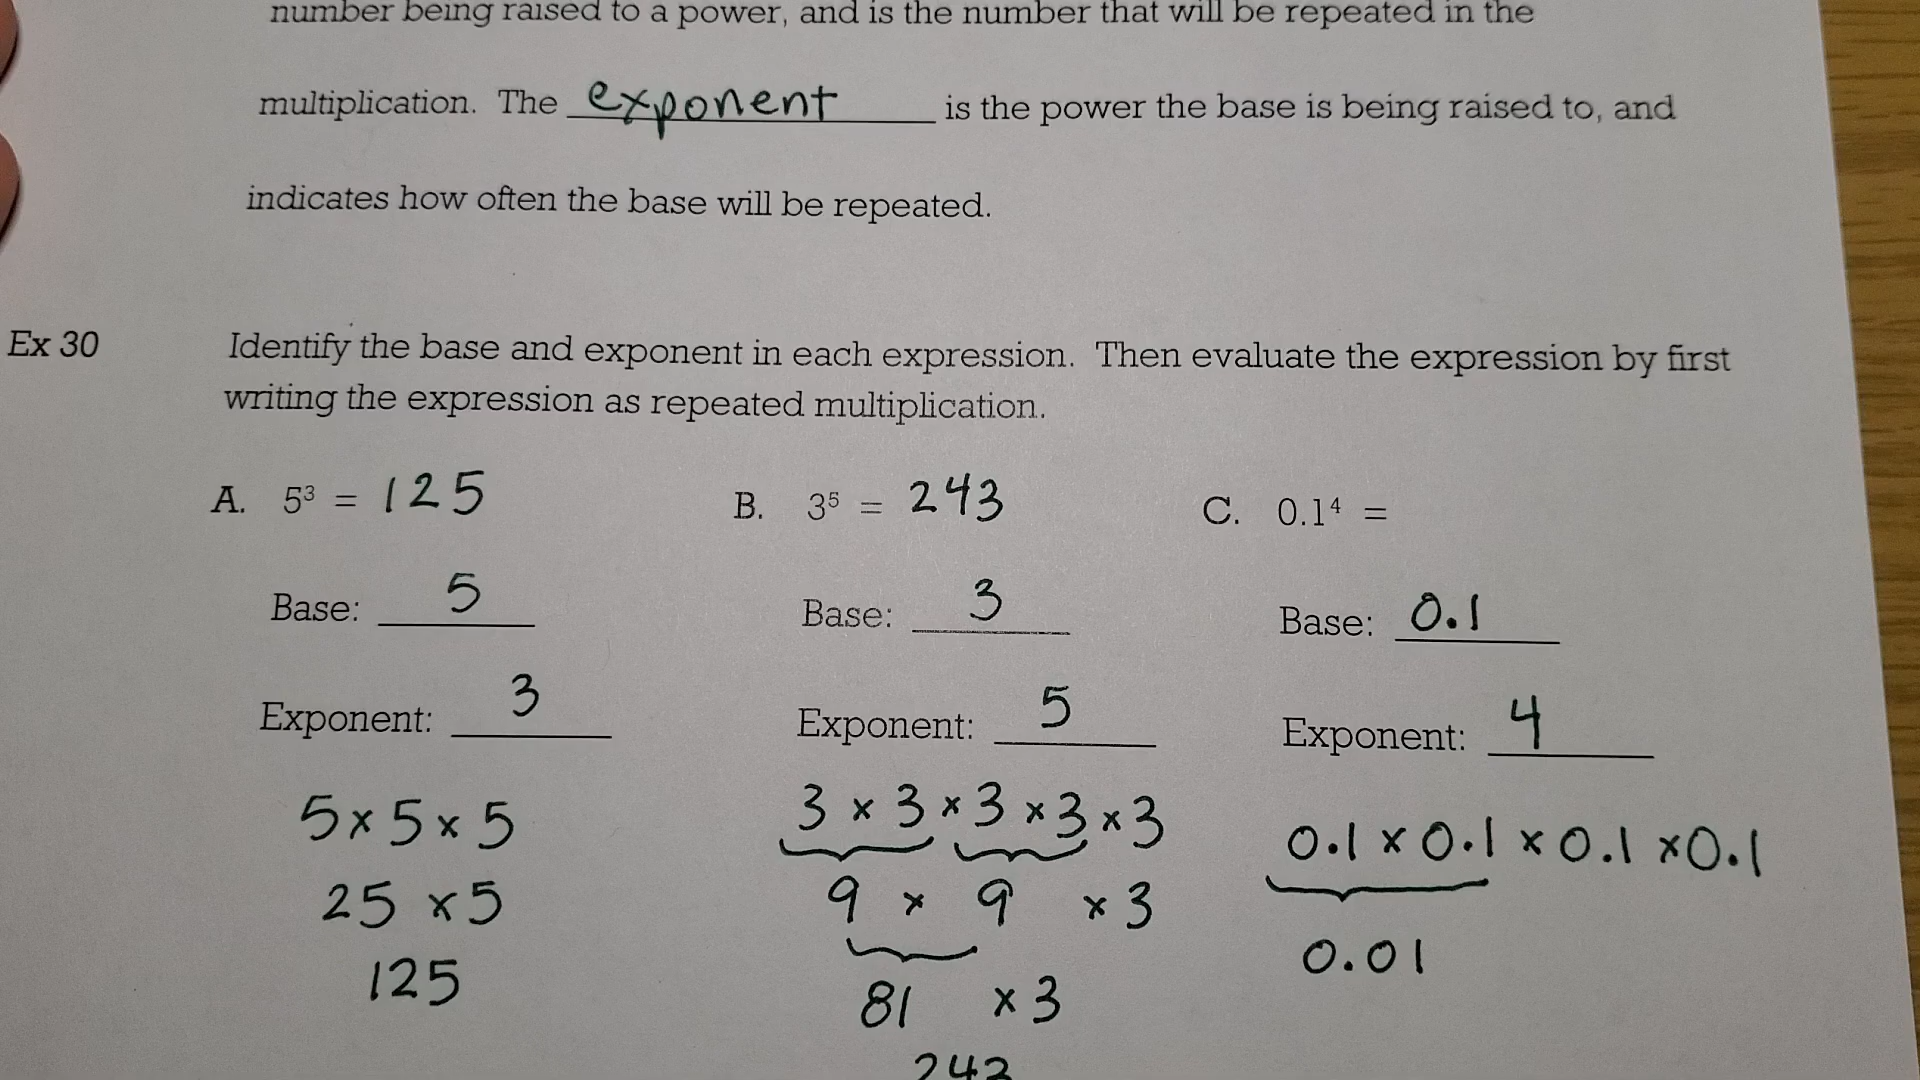 number being raised to a power, and is the number that will be repeated in the
multiplication. The exponent is the power the base is being raised to, and
indicates how often the base will be repeated.
Ex 30 Identify the base and exponent in each expression. Then evaluate the expression by first
writing the expression as repeated multiplication.
A. 5³ = 125 B. 3⁵ = 243 C. 0.1⁴ =
Base: 5 Base: 3 Base: 0.1
Exponent: 3 Exponent: 5 Exponent: 4
5 x 5 x 5 3 x 3 x 3 x 3 x 3 0.1 x 0.1 x 0.1 x 0.1
25 x 5 9 x 9 x 3 0.01
125 81 x 3
243